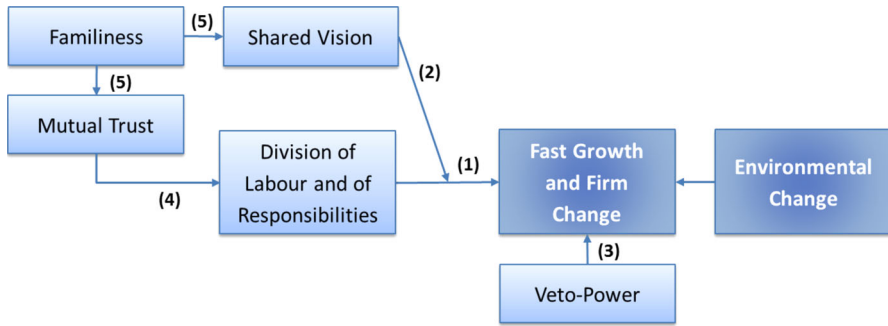 Familiness
(5)
Shared Vision
(5)
(2)
Mutual Trust
(4)
Division of
Labour and of
Responsibilities
(1)
Fast Growth
and Firm
Change
Environmental
Change
(3)
Veto-Power